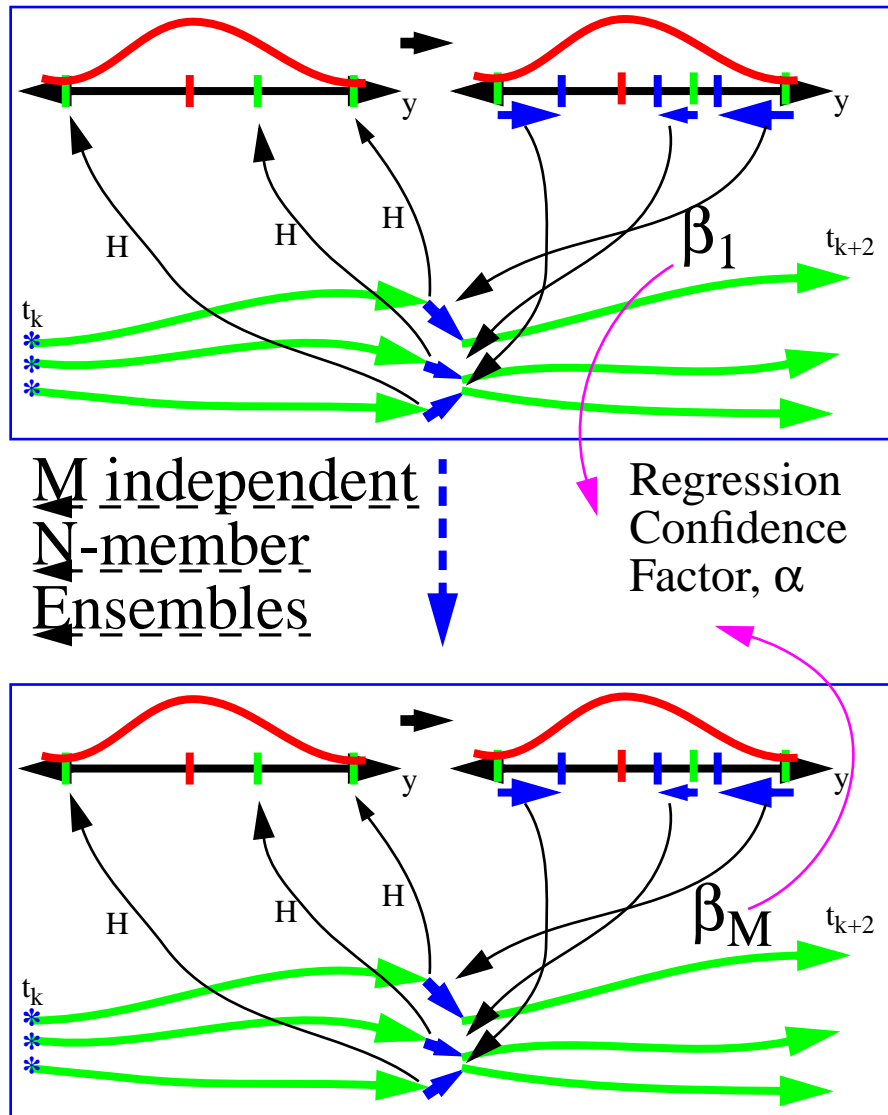 y
y
H
H
H
β1
tk+2
tk
*
*
*
M independent
N-member
Ensembles
Regression
Confidence
Factor, α
y
y
H
H
H
βM
tk+2
tk
*
*
*